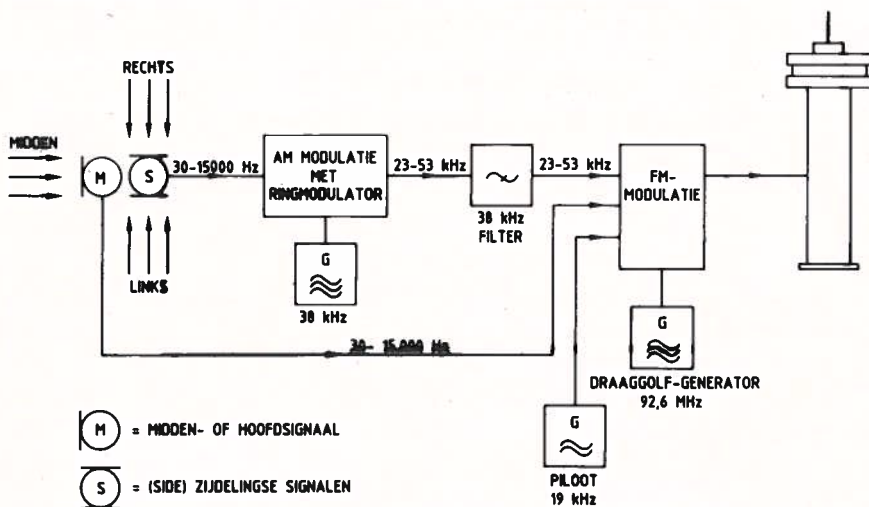 RECHTS
MIDDEN
M
S
30-15000 Hz
AM MODULATIE
MET
RINGMODULATOR
23-53 kHz
23-53 kHz
FM-
MODULATIE
38 kHz
FILTER
LINKS
G
38 kHz
30- 15.000 Hz
G
DRAAGGOLF-GENERATOR
92,6 MHz
G
PILOOT
19 kHz
M = MIDDEN- OF HOOFDSIGNAAL
S = (SIDE) ZIJDELINGSE SIGNALEN